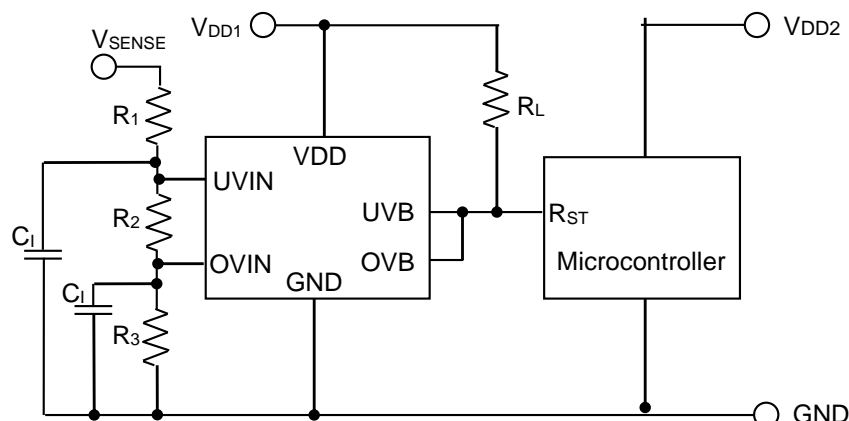 VDD1
VDD2
VSENSE
R1
RL
VDD
UVIN
R2
UVB
RST
CI
OVIN
OVB
Microcontroller
GND
CI
R3
GND